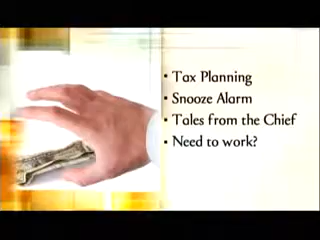 • Tax Planning
• Snooze Alarm
• Tales from the Chief
• Need to work?